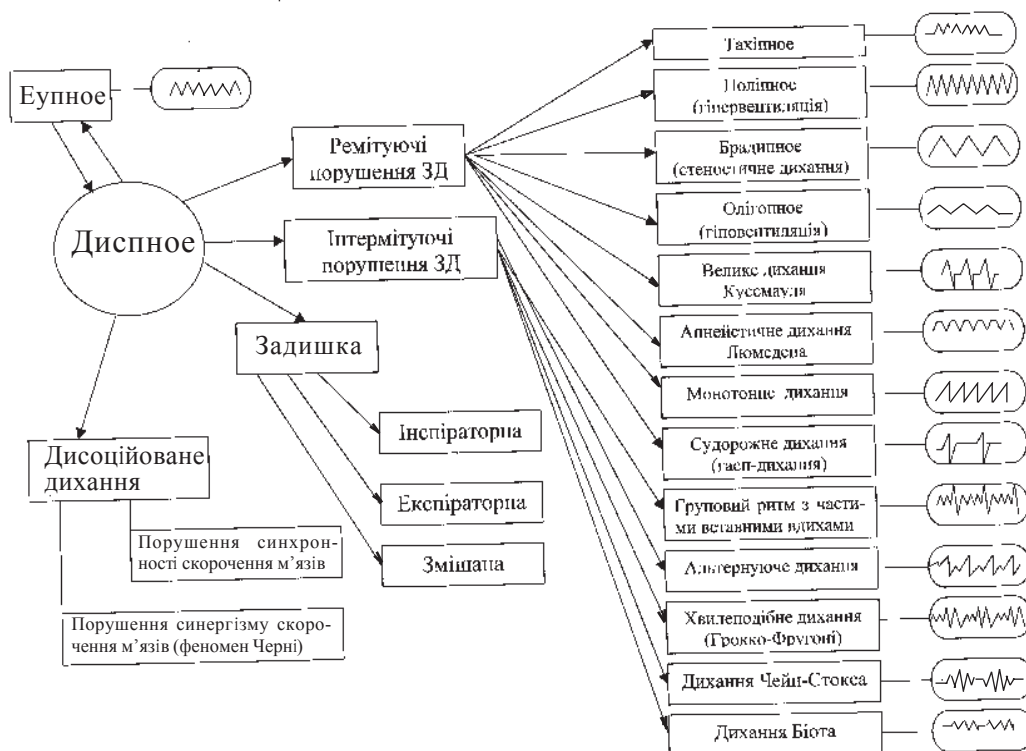 Еупное
Диспное
Ремітуючі
порушення ЗД
Інтермітуючі
порушення ЗД
Задишка
Інспіраторна
Експіраторна
Змішана
Дисоційоване
дихання
Порушення синхрон-
ності скорочення м’язів
Порушення синергізму скоро-
чення м’язів (феномен Черні)
Тахіпное
Поліпное
(гіпервентиляція)
Брадипное
(стеностичне дихання)
Олігопное
(гіповентиляція)
Велике дихання
Куссмауля
Апнейстичне дихання
Люмсдена
Монотонне дихання
Судорожне дихання
(гасп-дихання)
Груповий ритм з части-
ми вставними вдихами
Альтернуюче дихання
Хвилеподібне дихання
(Грокко-Фругоні)
Дихання Чейн-Стокса
Дихання Біота